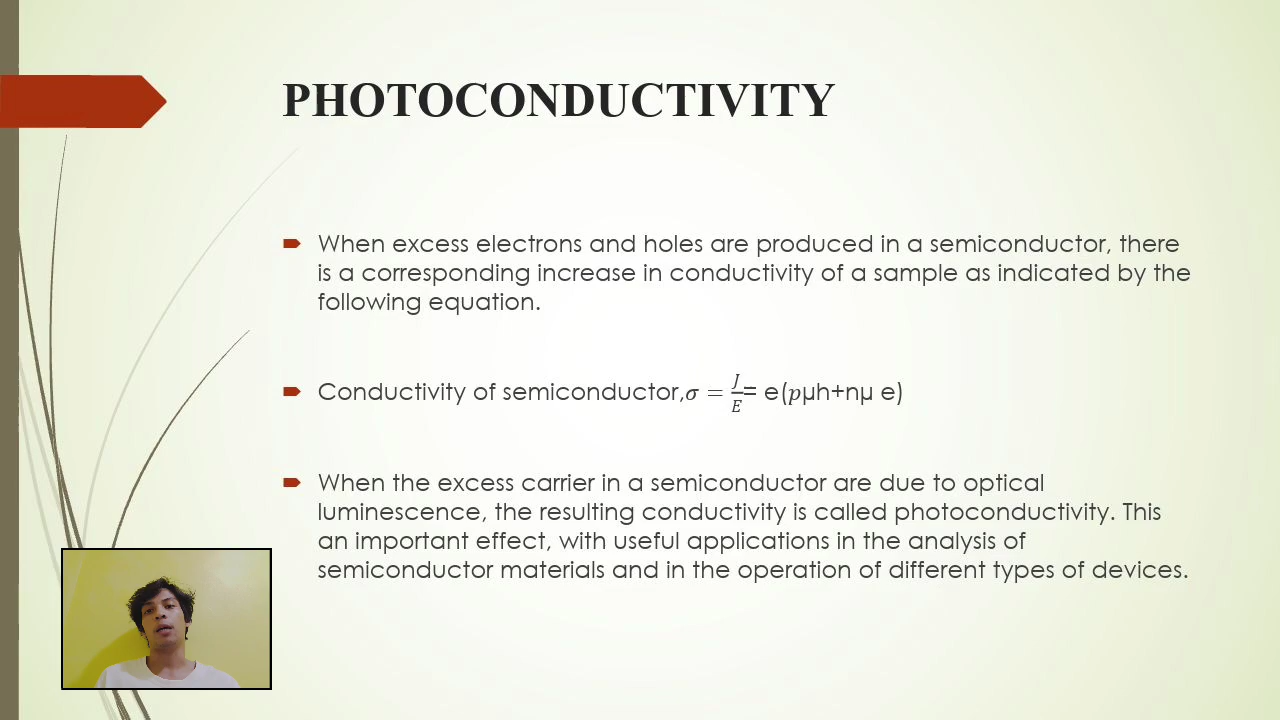 PHOTOCONDUCTIVITY
When excess electrons and holes are produced in a semiconductor, there
is a corresponding increase in conductivity of a sample as indicated by the
following equation.
Conductivity of semiconductor,σ = J/E= e(pμh+nμ e)
When the excess carrier in a semiconductor are due to optical
luminescence, the resulting conductivity is called photoconductivity. This
an important effect, with useful applications in the analysis of
semiconductor materials and in the operation of different types of devices.